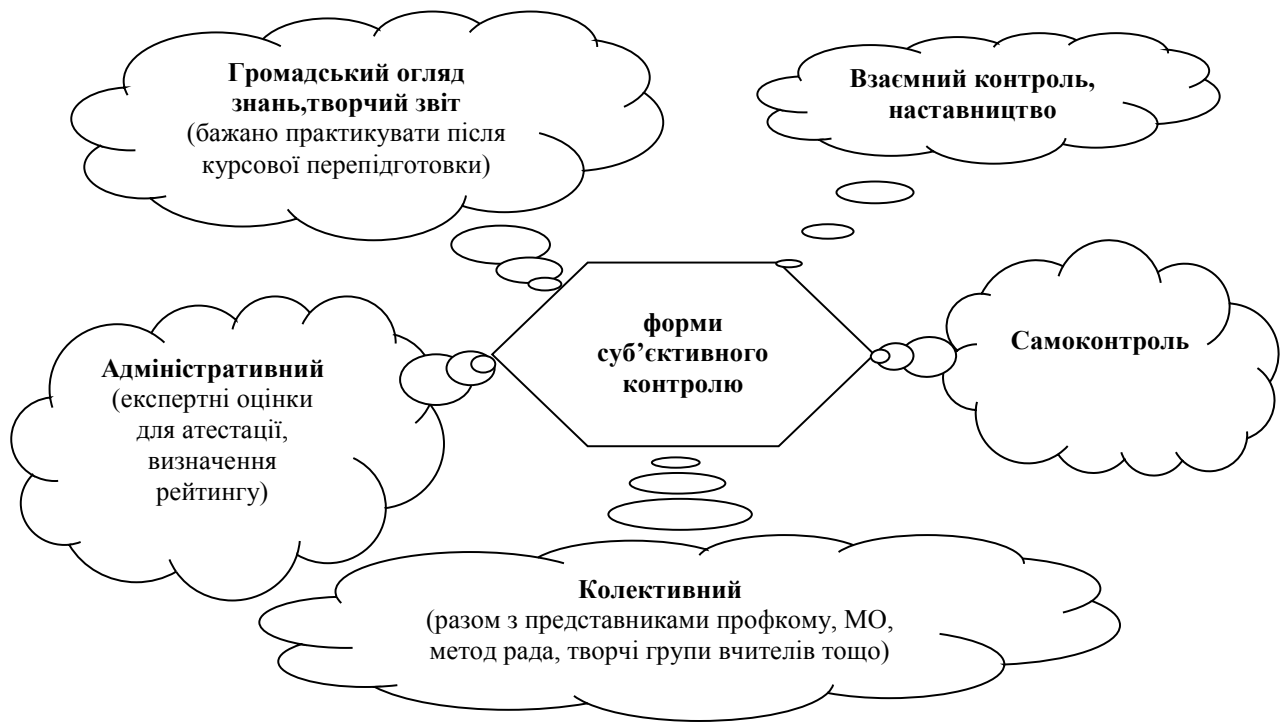 Громадський огляд
знань,творчий звіт
(бажано практикувати після
курсової перепідготовки)
Взаємний контроль,
наставництво
форми
суб’єктивного
контролю
Самоконтроль
Адміністративний
(експертні оцінки
для атестації,
визначення
рейтингу)
Колективний
(разом з представниками профкому, МО,
метод рада, творчі групи вчителів тощо)